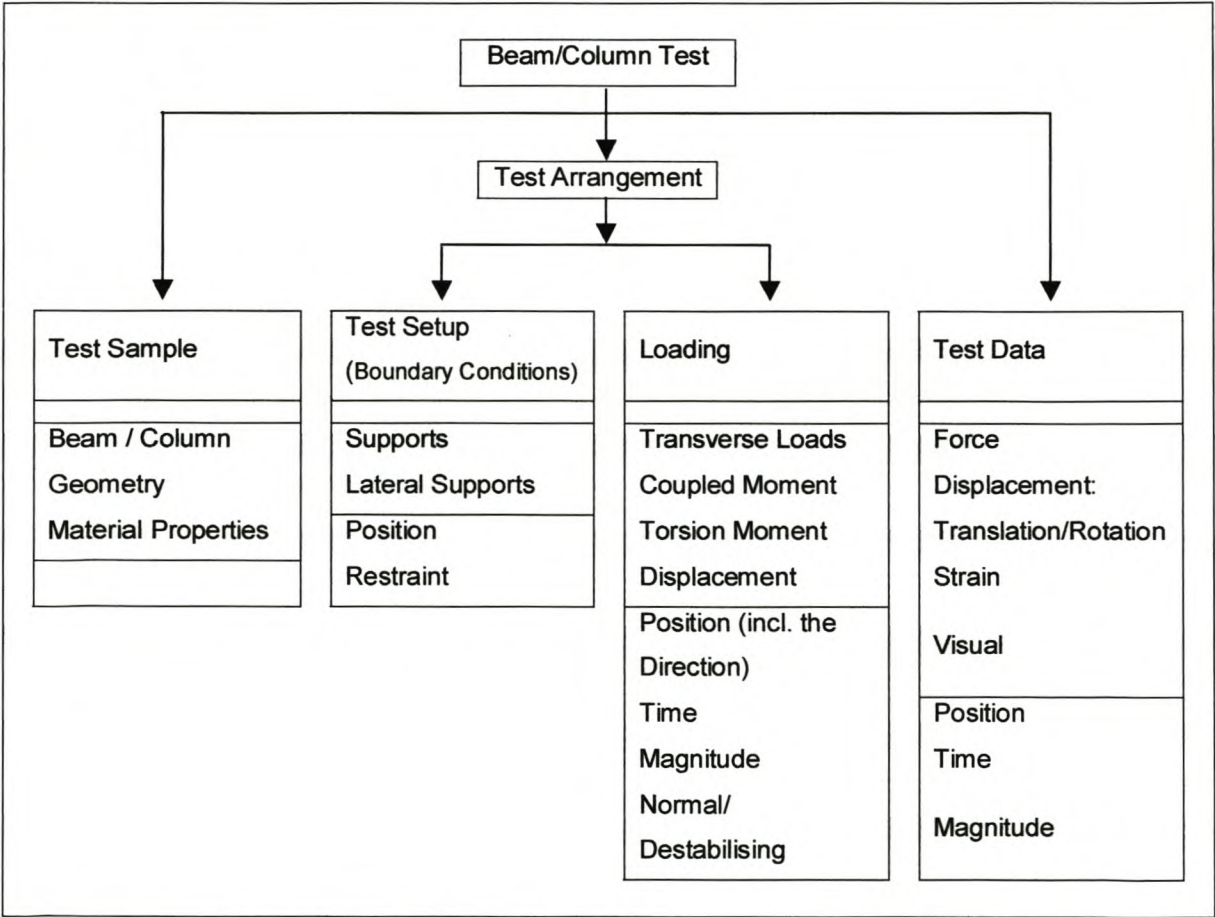 Beam/Column Test
Test Arrangement
Test Sample
Beam / Column
Geometry
Material Properties
Test Setup
(Boundary Conditions)
Supports
Lateral Supports
Position
Restraint
Loading
Transverse Loads
Coupled Moment
Torsion Moment
Displacement
Position (incl. the
Direction)
Time
Magnitude
Normal/
Destabilising
Test Data
Force
Displacement:
Translation/Rotation
Strain
Visual
Position
Time
Magnitude